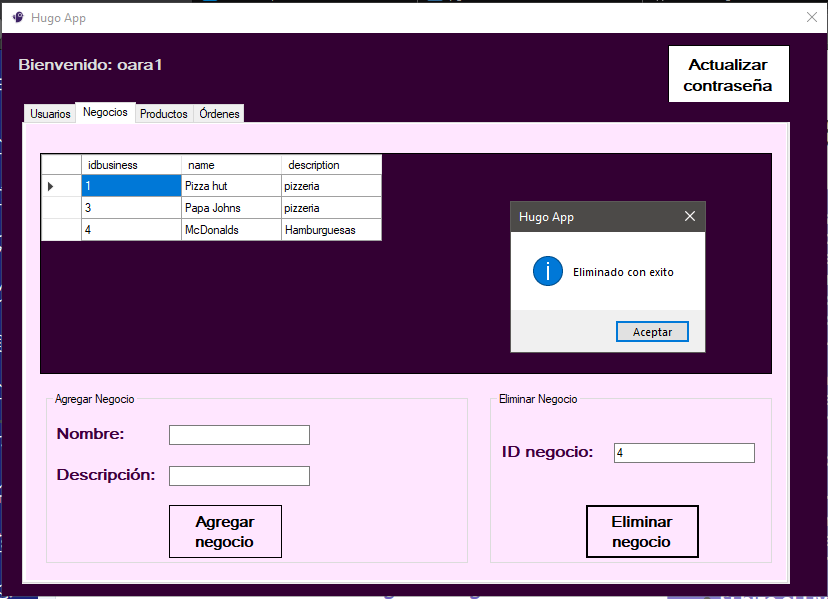 Hugo App
Bienvenido: oara1
Actualizar
contraseña
Usuarios Negocios Productos Órdenes
idbusiness name description
1 Pizza hut pizzeria
3 Papa Johns pizzeria
4 McDonalds Hamburguesas
Hugo App
Eliminado con exito
Aceptar
Agregar Negocio
Nombre:
Descripción:
Agregar
negocio
Eliminar Negocio
ID negocio: 4
Eliminar
negocio